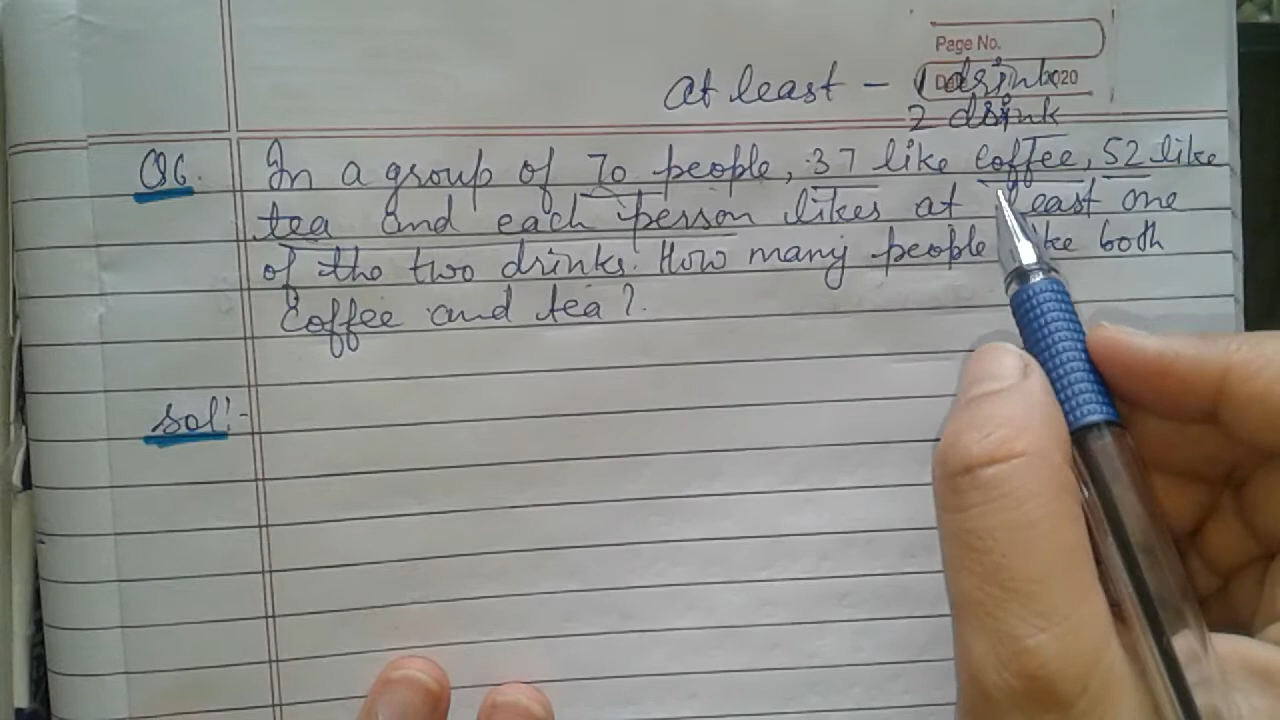 Page No.
at least - 1 drink
2 drink
Q6. In a group of 70 people, 37 like coffee, 52 like
tea and each person likes at least one
of the two drinks. How many people like both
coffee and tea?
sol:-